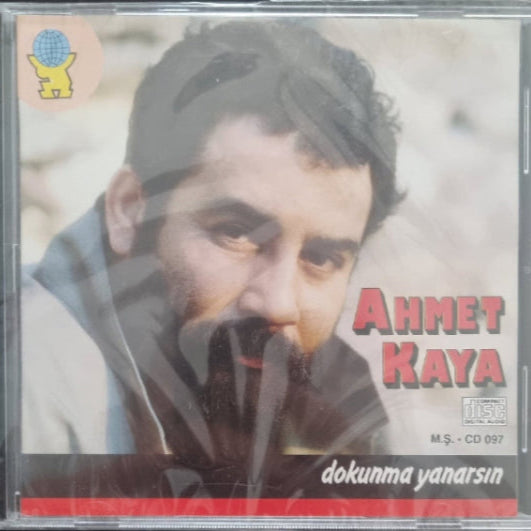 AHMET
KAYA
COMPACT
disc
DIGITAL AUDIO
M.Ş. - CD 097
dokunma yanarsın